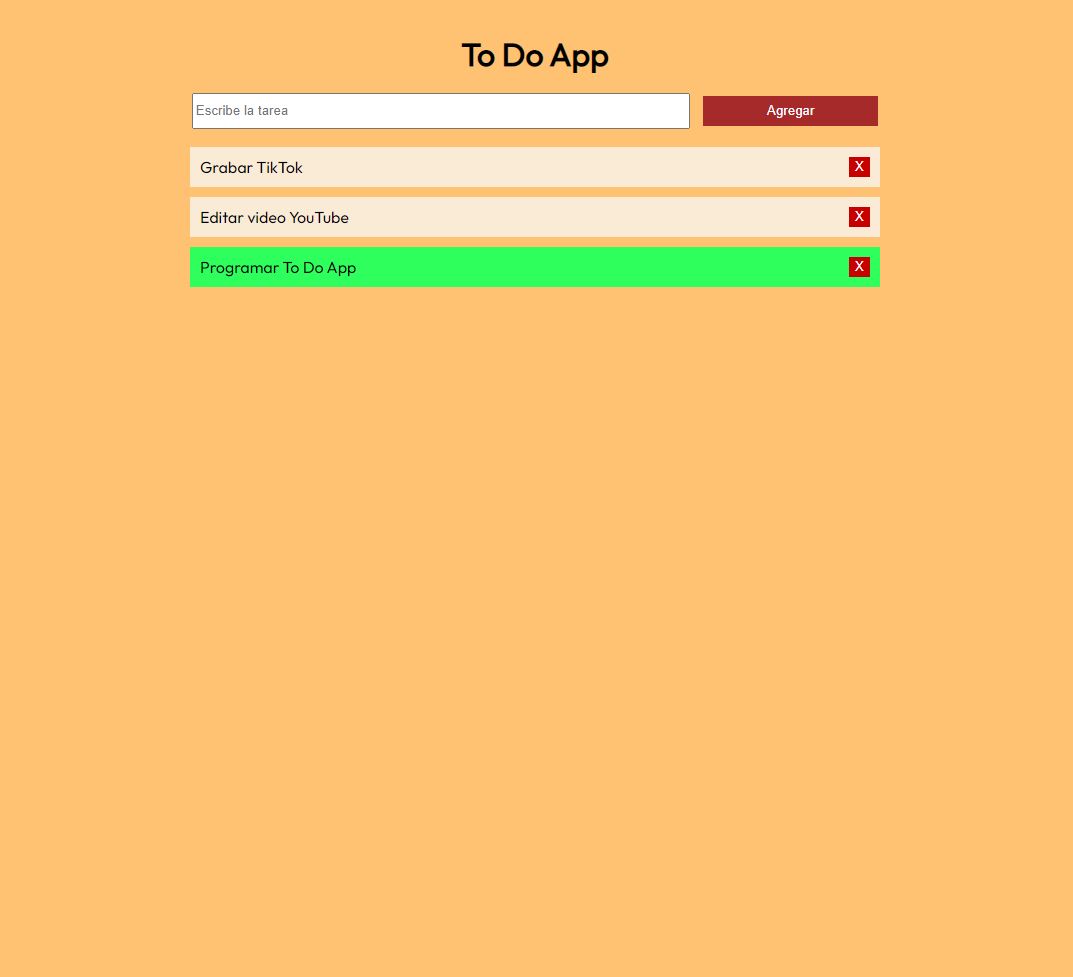 To Do App
Escribe la tarea Agregar
Grabar TikTok X
Editar video YouTube X
Programar To Do App X